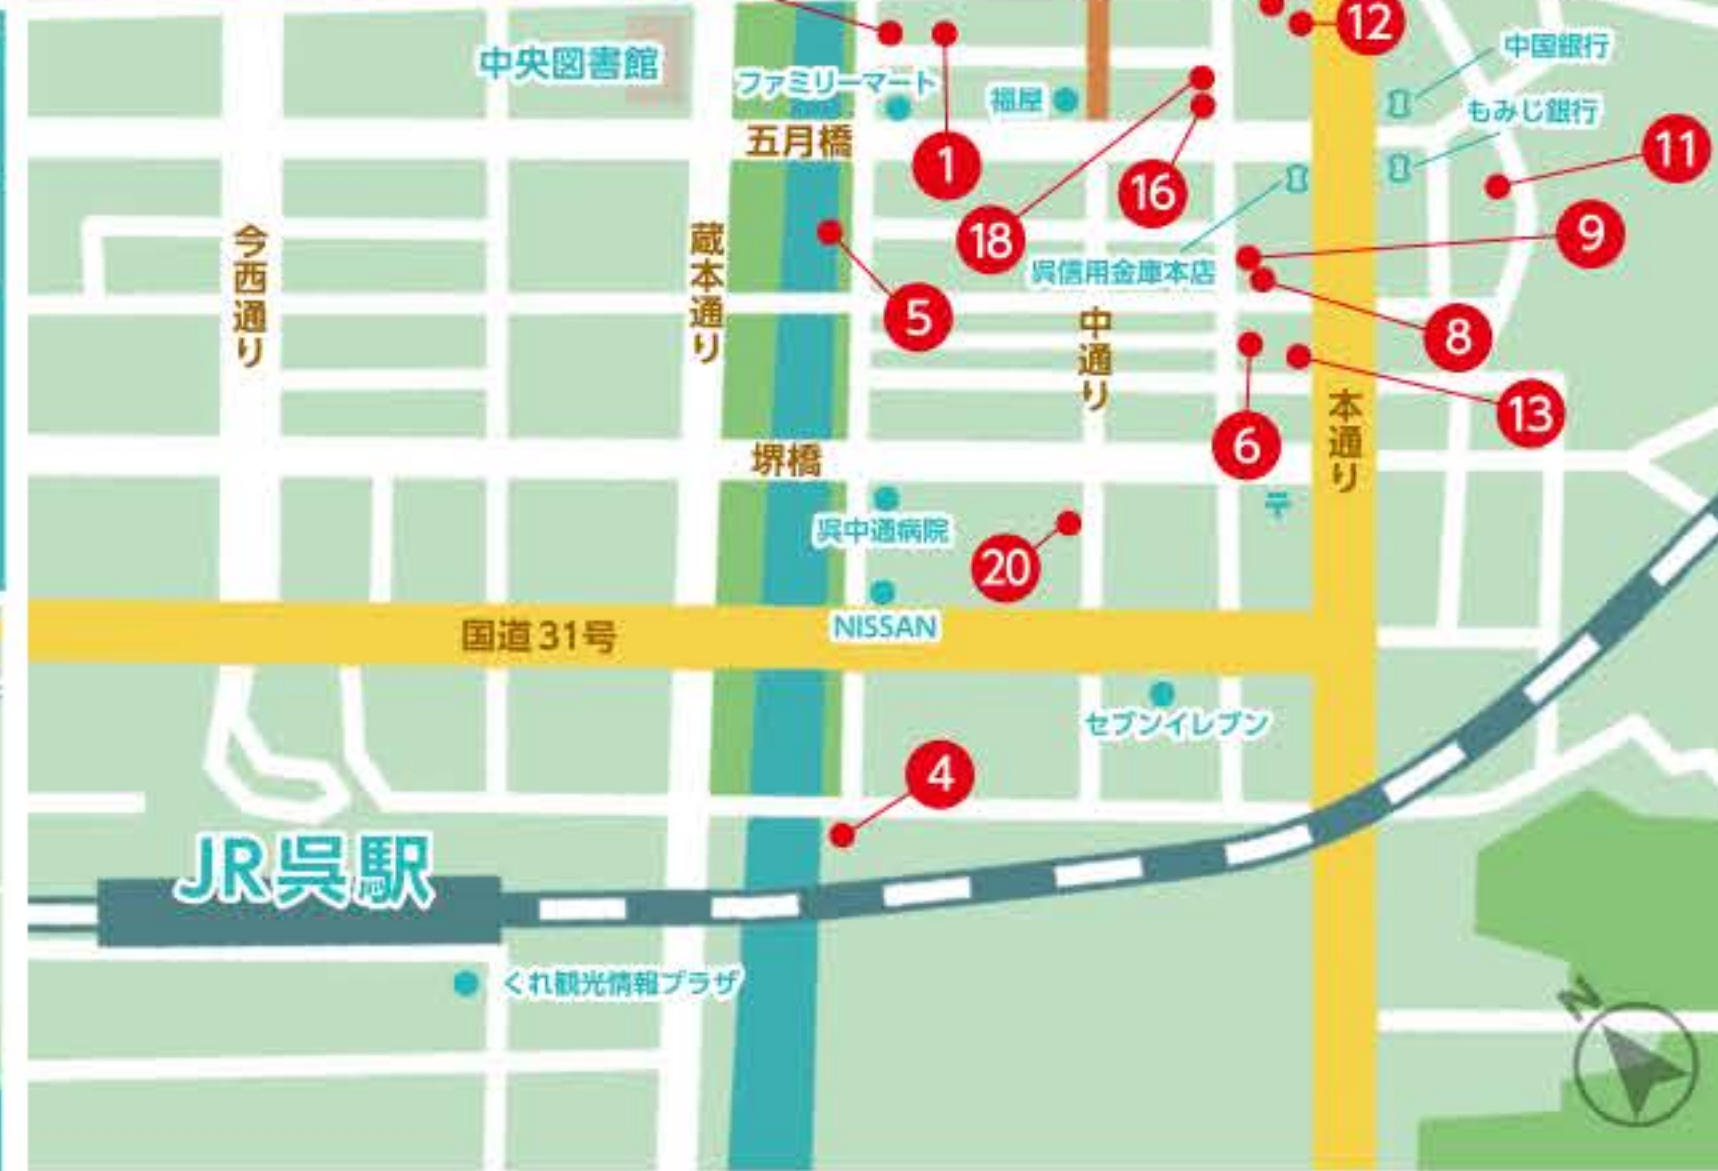 12
中国銀行
中央図書館
ファミリーマート
福屋
もみじ銀行
五月橋
1
18
16
11
9
今西通り
蔵本通り
呉信用金庫本店
5
中通り
8
13
6
本通り
堺橋
〒
呉中通病院
20
国道31号
NISSAN
セブンイレブン
4
JR呉駅
くれ観光情報プラザ
N